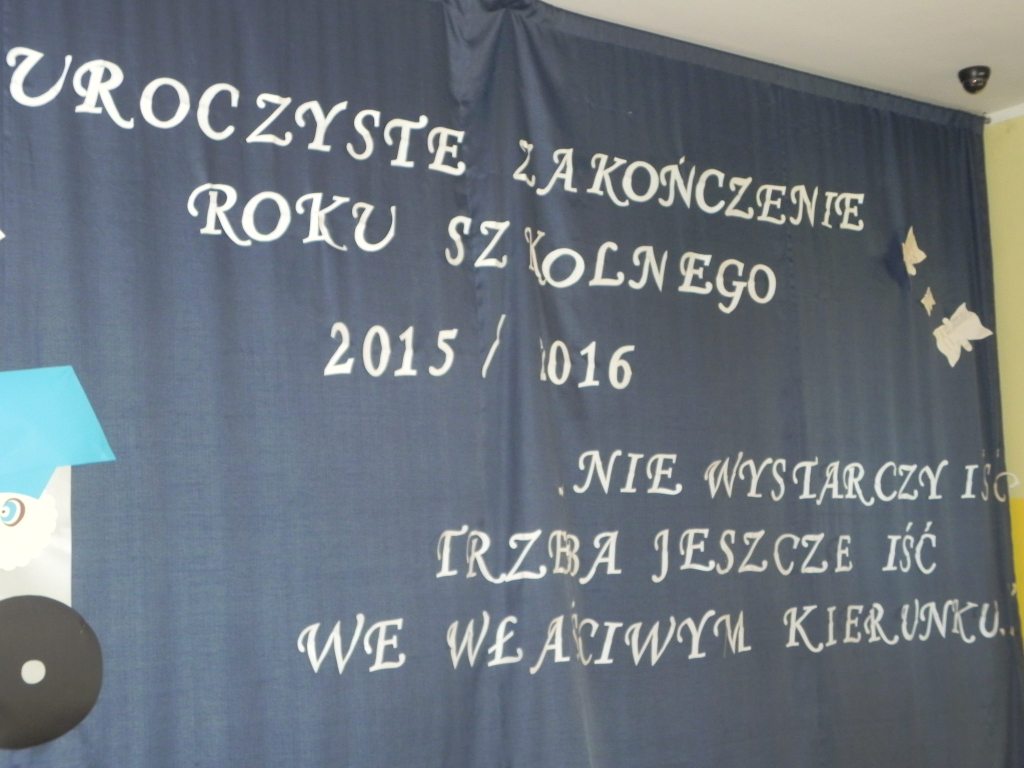 UROCZYSTE ZAKOŃCZENIE
ROKU SZKOLNEGO
2015 / 2016
„NIE WYSTARCZY IŚĆ
TRZEBA JESZCZE IŚĆ
WE WŁAŚCIWYM KIERUNKU..."